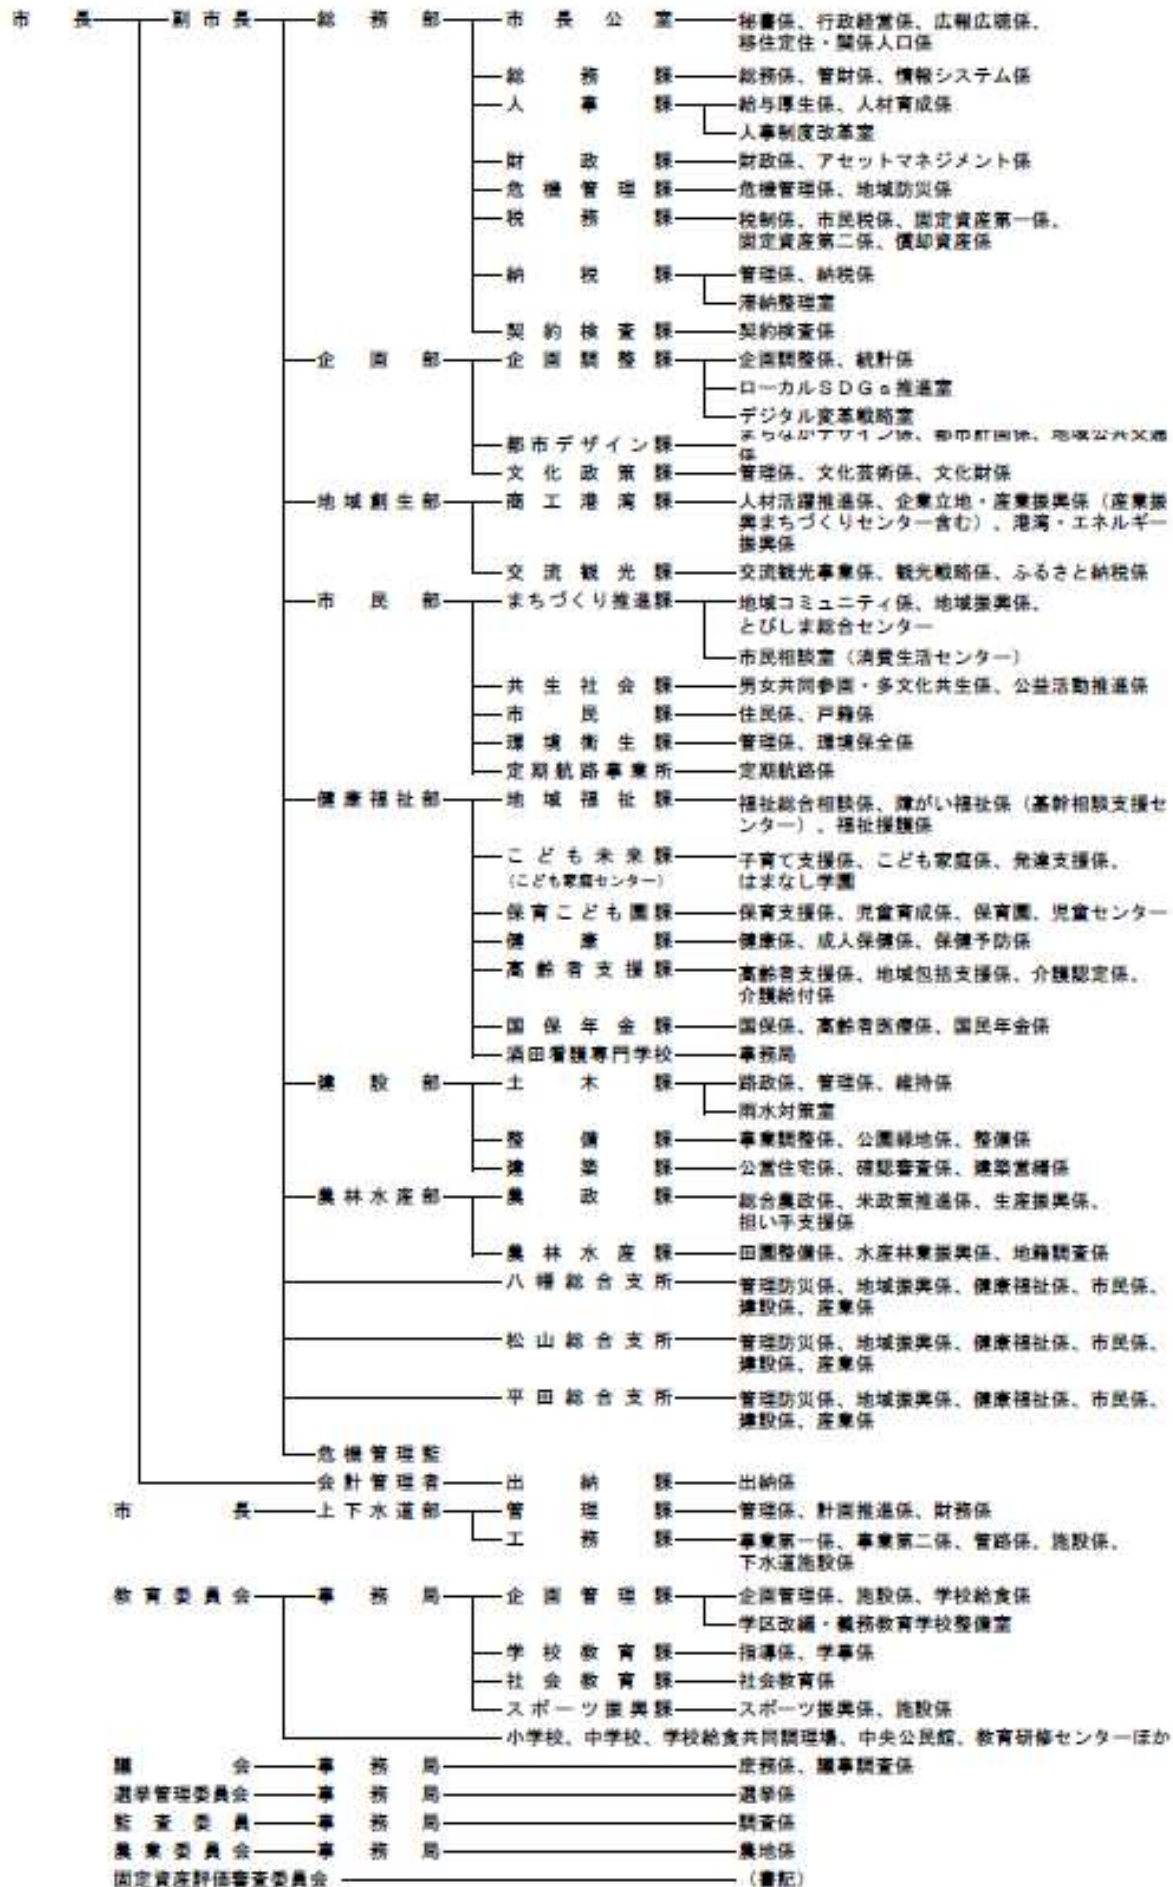 市長 副市長 総務部 市長公室 秘書係、行政経営係、広報広聴係、
移住定住・関係人口係
総務課 総務係、管財係、情報システム係
人事課 給与厚生係、人材育成係
人事制度改革室
財政課 財政係、アセットマネジメント係
危機管理課 危機管理係、地域防災係
税務課 税制係、市民税係、固定資産第一係、
固定資産第二係、償却資産係
納税課 管理係、納税係
滞納整理室
契約検査課 契約検査係
企画部 企画調整課 企画調整係、統計係
ローカルSDGs推進室
デジタル変革戦略室
都市デザイン課 まちなかデザイン係、都市計画係、地域公共交通
係
文化政策課 管理係、文化芸術係、文化財係
地域創生部 商工港湾課 人材活躍推進係、企業立地・産業振興係(産業振
興まちづくりセンター含む)、港湾・エネルギー
振興係
交流観光課 交流観光事業係、観光戦略係、ふるさと納税係
市民部 まちづくり推進課 地域コミュニティ係、地域振興係、
とびしま総合センター
市民相談室(消費生活センター)
共生社会課 男女共同参画・多文化共生係、公益活動推進係
市民課 住民係、戸籍係
環境衛生課 管理係、環境保全係
定期航路事業所 定期航路係
健康福祉部 地域福祉課 福祉総合相談係、障がい福祉係(基幹相談支援セ
ンター)、福祉援護係
こども未来課 子育て支援係、こども家庭係、発達支援係、
(こども家庭センター) はまなし学園
保育こども園課 保育支援係、児童育成係、保育園、児童センター
健康課 健康係、成人保健係、保健予防係
高齢者支援課 高齢者支援係、地域包括支援係、介護認定係、
介護給付係
国保年金課 国保係、高齢者医療係、国民年金係
酒田看護専門学校 事務局
建設部 土木課 路政係、管理係、維持係
雨水対策室
整備課 事業調整係、公園緑地係、整備係
建築課 公営住宅係、確認審査係、建築営繕係
農林水産部 農政課 総合農政係、米政策推進係、生産振興係、
担い手支援係
農林水産課 田園整備係、水産林業振興係、地籍調査係
八幡総合支所 管理防災係、地域振興係、健康福祉係、市民係、
建設係、産業係
松山総合支所 管理防災係、地域振興係、健康福祉係、市民係、
建設係、産業係
平田総合支所 管理防災係、地域振興係、健康福祉係、市民係、
建設係、産業係
危機管理監
会計管理者 出納課 出納係
市長 上下水道部 管理課 管理係、計画推進係、財務係
工務課 事業第一係、事業第二係、管路係、施設係、
下水道施設係
教育委員会 事務局 企画管理課 企画管理係、施設係、学校給食係
学区改編・義務教育学校整備室
学校教育課 指導係、学事係
社会教育課 社会教育係
スポーツ振興課 スポーツ振興係、施設係
小学校、中学校、学校給食共同調理場、中央公民館、教育研修センターほか
議会 事務局 庶務係、議事調査係
選挙管理委員会 事務局 選挙係
監査委員 事務局 調査係
農業委員会 事務局 農地係
固定資産評価審査委員会 (書記)